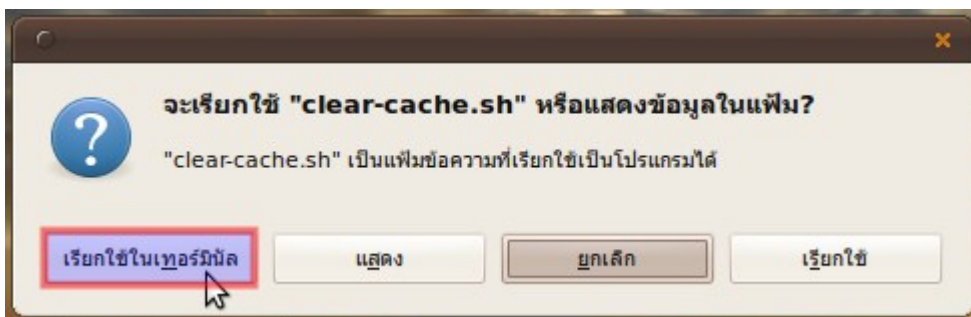 จะเรียกใช้ "clear-cache.sh" หรือแสดงข้อมูลในแฟ้ม?
"clear-cache.sh" เป็นแฟ้มข้อความที่เรียกใช้เป็นโปรแกรมได้
เรียกใช้ในเทอร์มินัล แสดง ยกเลิก เรียกใช้